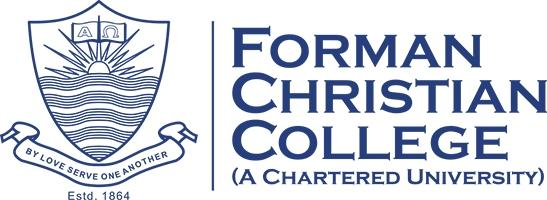 Α Ω
BY LOVE SERVE ONE ANOTHER
Estd. 1864
FORMAN
CHRISTIAN
COLLEGE
(A CHARTERED UNIVERSITY)